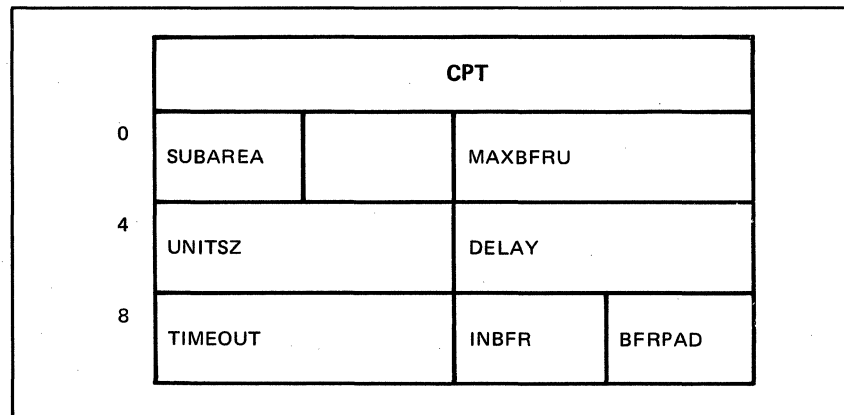 CPT
0 SUBAREA MAXBFRU
4 UNITSZ DELAY
8 TIMEOUT INBFR BFRPAD